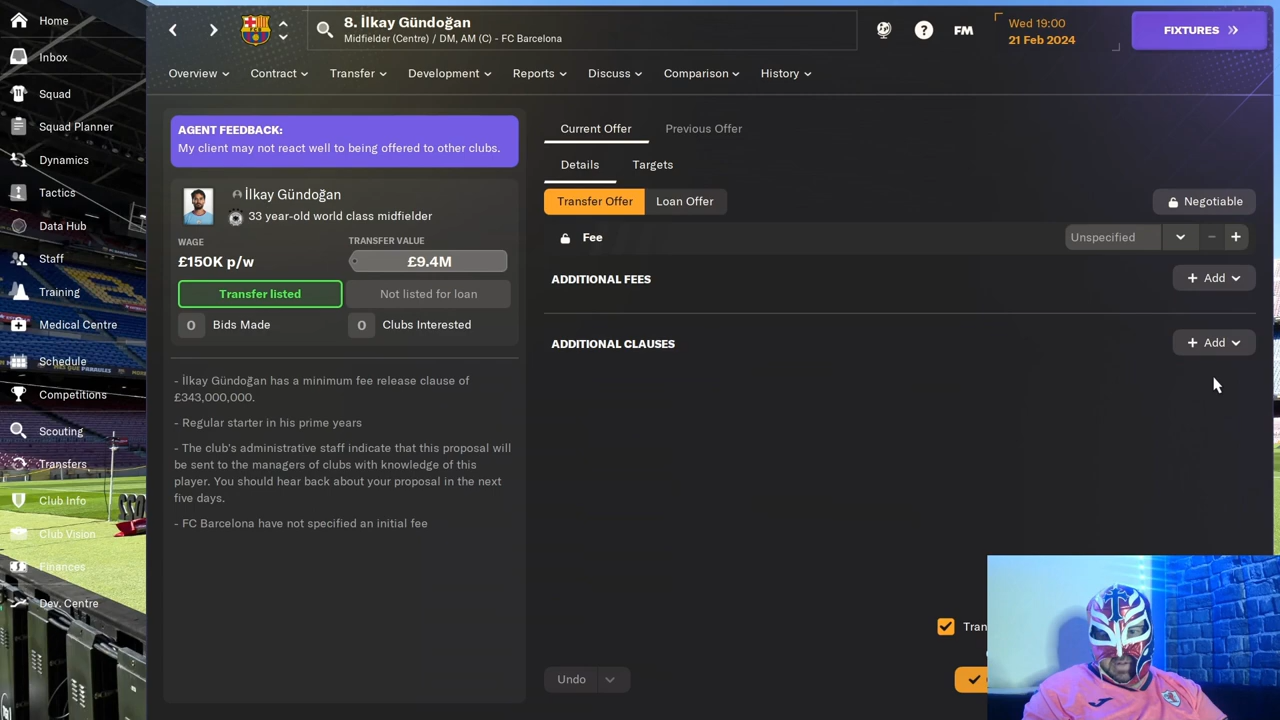 Home
Inbox
Squad
Squad Planner
Dynamics
Tactics
Data Hub
Staff
Training
Medical Centre
Schedule
Competitions
Scouting
Transfers
Club Info
Club Vision
Finances
Dev. Centre
8. İlkay Gündoğan
Midfielder (Centre) / DM, AM (C) - FC Barcelona
? FM
Wed 19:00
21 Feb 2024
FIXTURES
Overview Contract Transfer Development Reports Discuss Comparison History
AGENT FEEDBACK:
My client may not react well to being offered to other clubs.
İlkay Gündoğan
33 year-old world class midfielder
WAGE TRANSFER VALUE
£150K p/w £9.4M
Transfer listed Not listed for loan
0 Bids Made 0 Clubs Interested
- İlkay Gündoğan has a minimum fee release clause of
£343,000,000.
- Regular starter in his prime years
- The club's administrative staff indicate that this proposal will
be sent to the managers of clubs with knowledge of this
player. You should hear back about your proposal in the next
five days.
- FC Barcelona have not specified an initial fee
Current Offer Previous Offer
Details Targets
Transfer Offer Loan Offer Negotiable
Fee Unspecified - +
ADDITIONAL FEES + Add
ADDITIONAL CLAUSES + Add
Tran
Undo